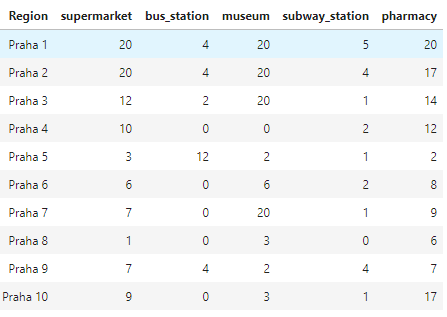 Region supermarket bus_station museum subway_station pharmacy
Praha 1 20 4 20 5 20
Praha 2 20 4 20 4 17
Praha 3 12 2 20 1 14
Praha 4 10 0 0 2 12
Praha 5 3 12 2 1 2
Praha 6 6 0 6 2 8
Praha 7 7 0 20 1 9
Praha 8 1 0 3 0 6
Praha 9 7 4 2 4 7
Praha 10 9 0 3 1 17